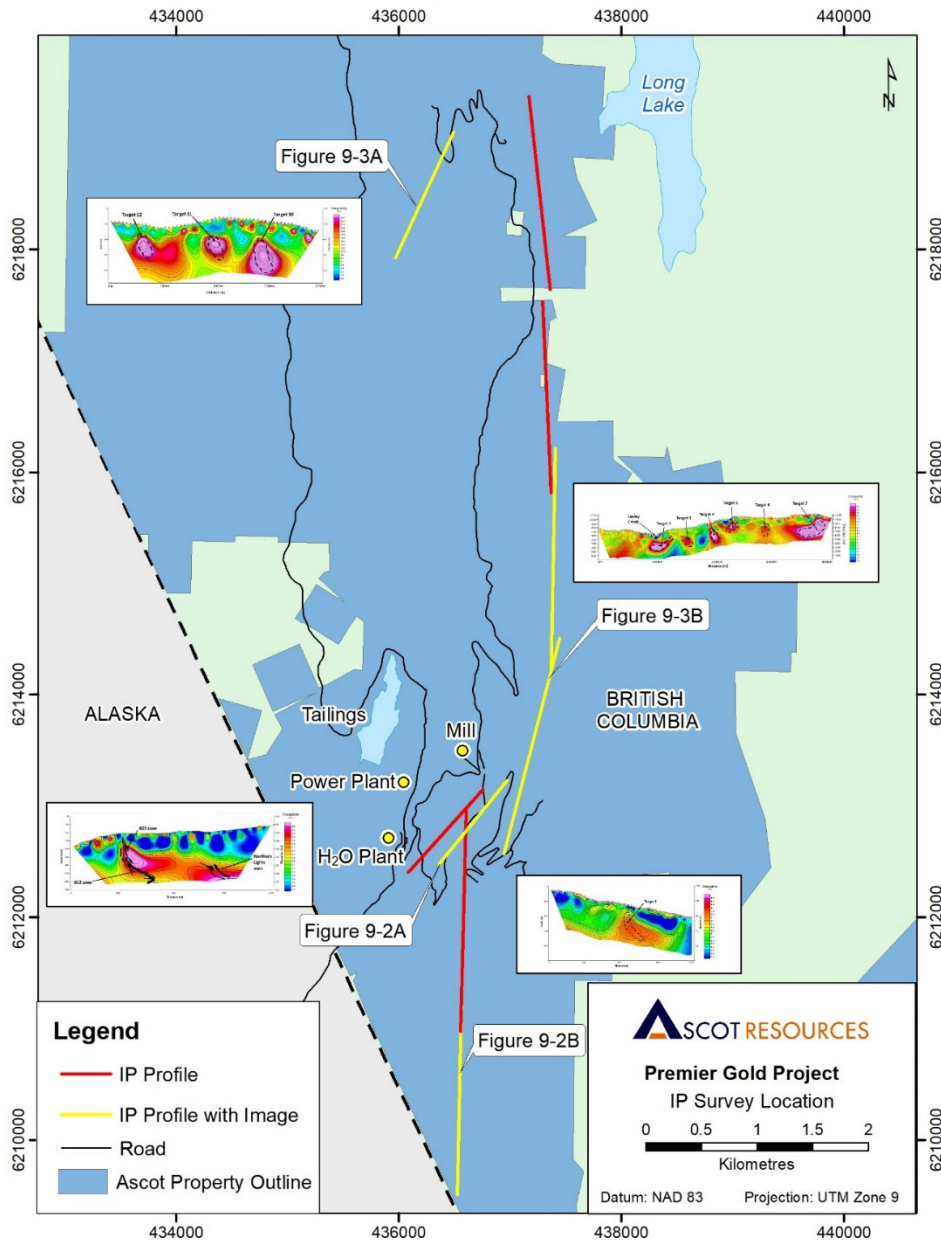 434000
436000
438000
440000
Long
Lake
N
Figure 9-3A
6218000
6218000
Target 12
Target 11
Target 10
6216000
6216000
Figure 9-3B
6214000
6214000
ALASKA
Tailings
Mill
BRITISH
COLUMBIA
Power Plant
H₂O Plant
Northern
Lights
6212000
6212000
Figure 9-2A
Figure 9-2B
Legend
IP Profile
IP Profile with Image
Road
Ascot Property Outline
ASCOT RESOURCES
Premier Gold Project
IP Survey Location
0 0.5 1 1.5 2
Kilometres
Datum: NAD 83 Projection: UTM Zone 9
6210000
6210000
434000
436000
438000
440000